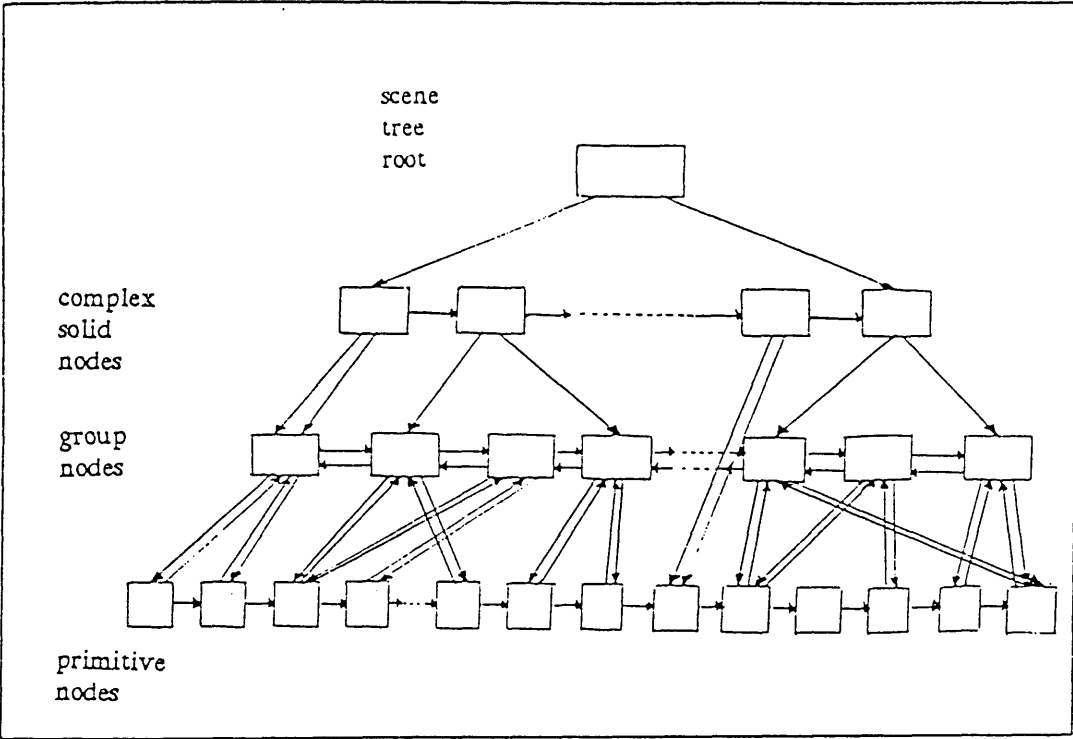 scene
tree
root
complex
solid
nodes
group
nodes
primitive
nodes